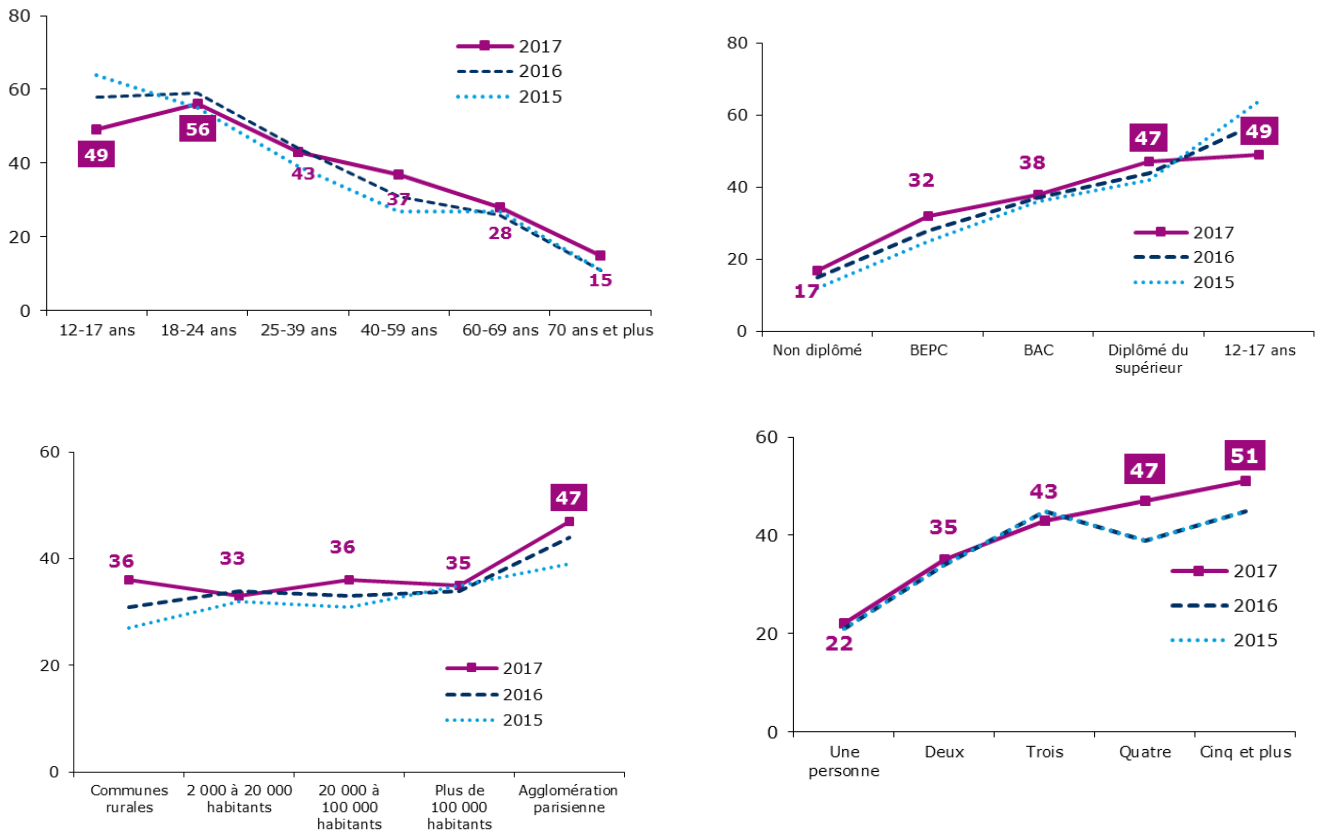 80
60
40
20
0
2017
2016
2015
49
56
43
37
28
15
12-17 ans
18-24 ans
25-39 ans
40-59 ans
60-69 ans
70 ans et plus
80
60
40
20
0
17
32
38
47
49
2017
2016
2015
Non diplômé
BEPC
BAC
Diplômé du
supérieur
12-17 ans
60
40
20
0
36
33
36
35
47
2017
2016
2015
Communes
rurales
2 000 à 20 000
habitants
20 000 à
100 000
habitants
Plus de
100 000
habitants
Agglomération
parisienne
60
40
20
0
22
35
43
47
51
2017
2016
2015
Une
personne
Deux
Trois
Quatre
Cinq et plus